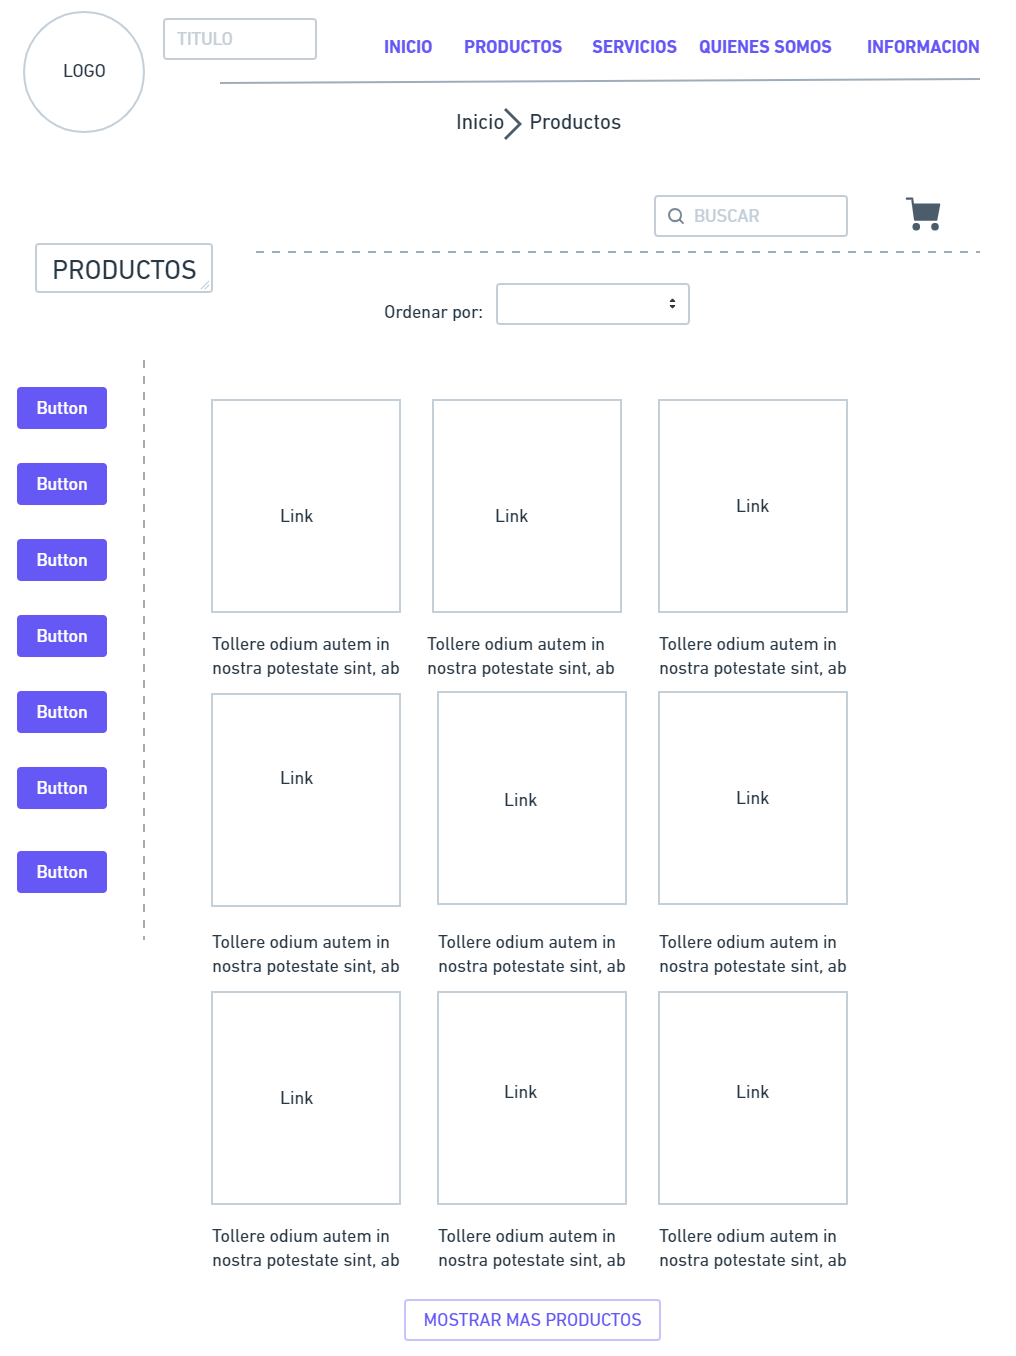 LOGO
TITULO
INICIO PRODUCTOS SERVICIOS QUIENES SOMOS INFORMACION
Inicio Productos
BUSCAR
PRODUCTOS
Ordenar por:
Button
Button
Button
Button
Button
Button
Button
Link Link Link
Tollere odium autem in Tollere odium autem in Tollere odium autem in
nostra potestate sint, ab nostra potestate sint, ab nostra potestate sint, ab
Link Link Link
Tollere odium autem in Tollere odium autem in Tollere odium autem in
nostra potestate sint, ab nostra potestate sint, ab nostra potestate sint, ab
Link Link Link
Tollere odium autem in Tollere odium autem in Tollere odium autem in
nostra potestate sint, ab nostra potestate sint, ab nostra potestate sint, ab
MOSTRAR MAS PRODUCTOS